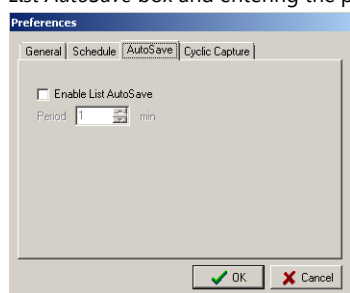 List AutoSave box and entering the p
Preferences
General Schedule AutoSave Cyclic Capture
Enable List AutoSave
Period 1 min
OK Cancel